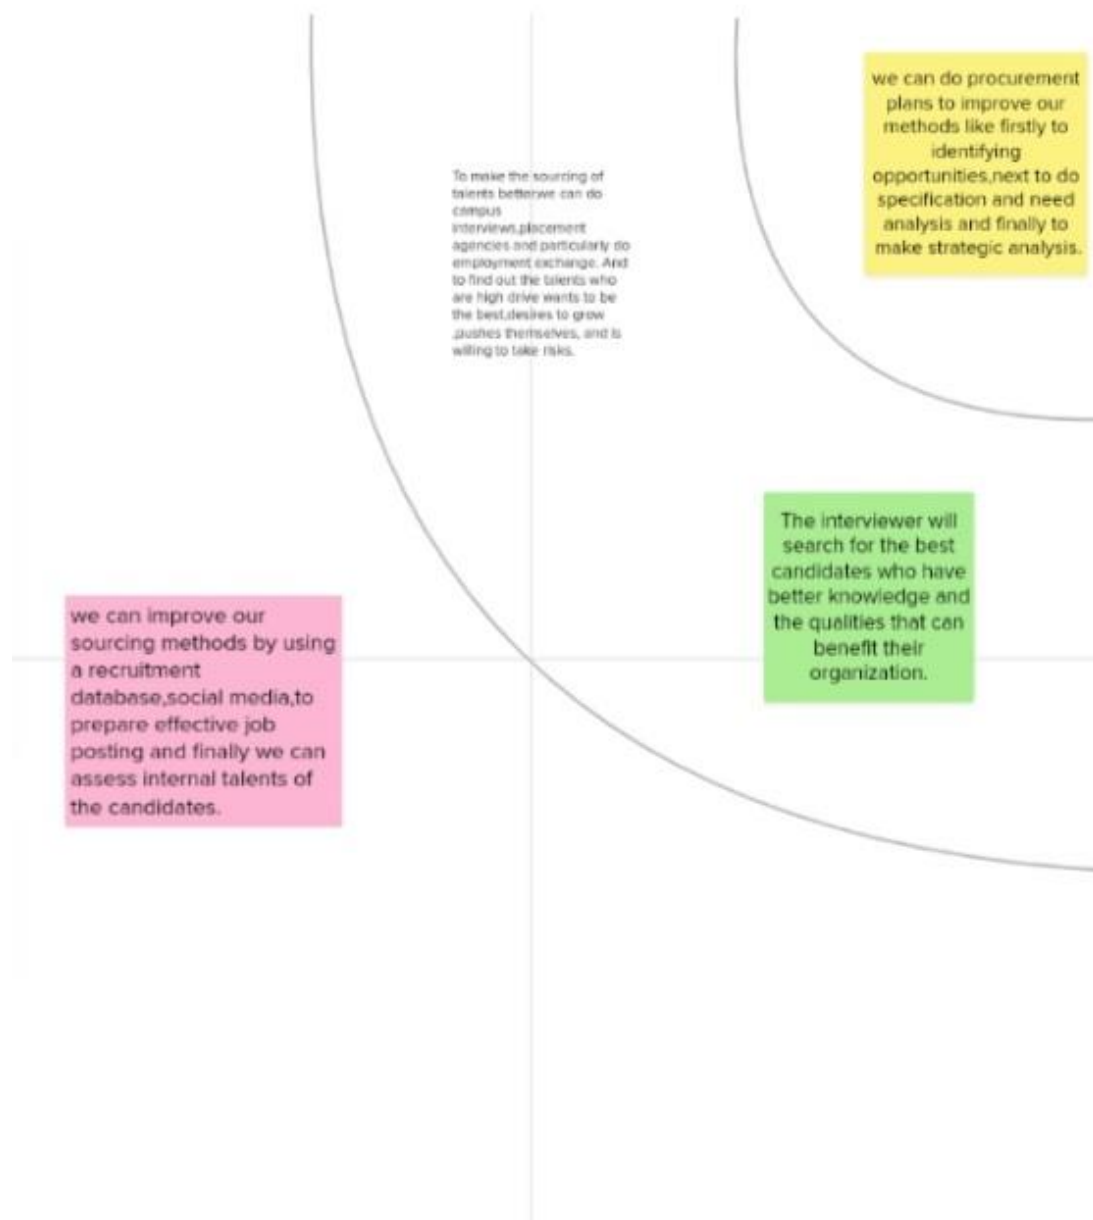 we can do procurement
plans to improve our
methods like firstly to
identifying
opportunities,next to do
specification and need
analysis and finally to
make strategic analysis.
To make the sourcing of
talents betterwe can do
campus
interviews,placement
agencies and particularly do
employment exchange. And
to find out the talents who
are high drive wants to be
the best,desires to grow
,pushes themselves, and is
willing to take risks.
The interviewer will
search for the best
candidates who have
better knowledge and
the qualities that can
benefit their
organization.
we can improve our
sourcing methods by using
a recruitment
database,social media,to
prepare effective job
posting and finally we can
assess internal talents of
the candidates.